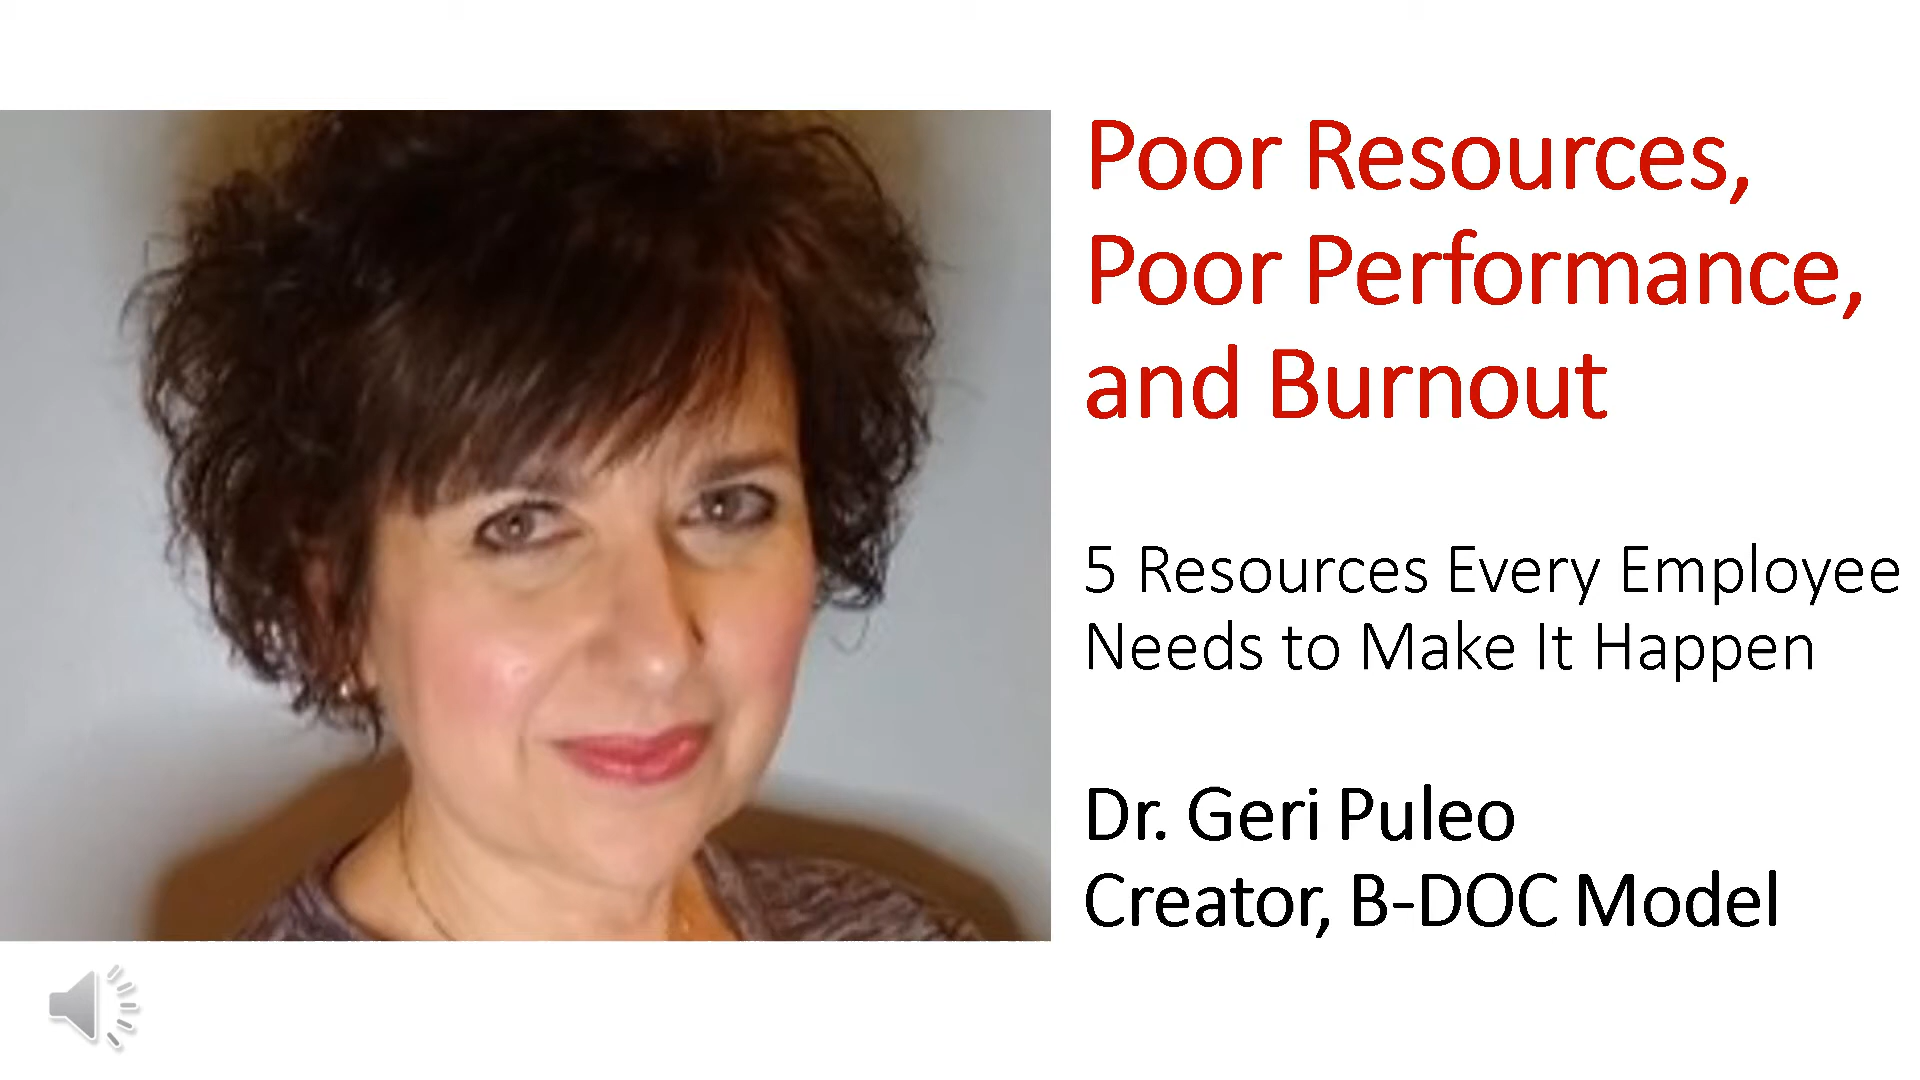 Poor Resources,
Poor Performance,
and Burnout
5 Resources Every Employee
Needs to Make It Happen
Dr. Geri Puleo
Creator, B-DOC Model